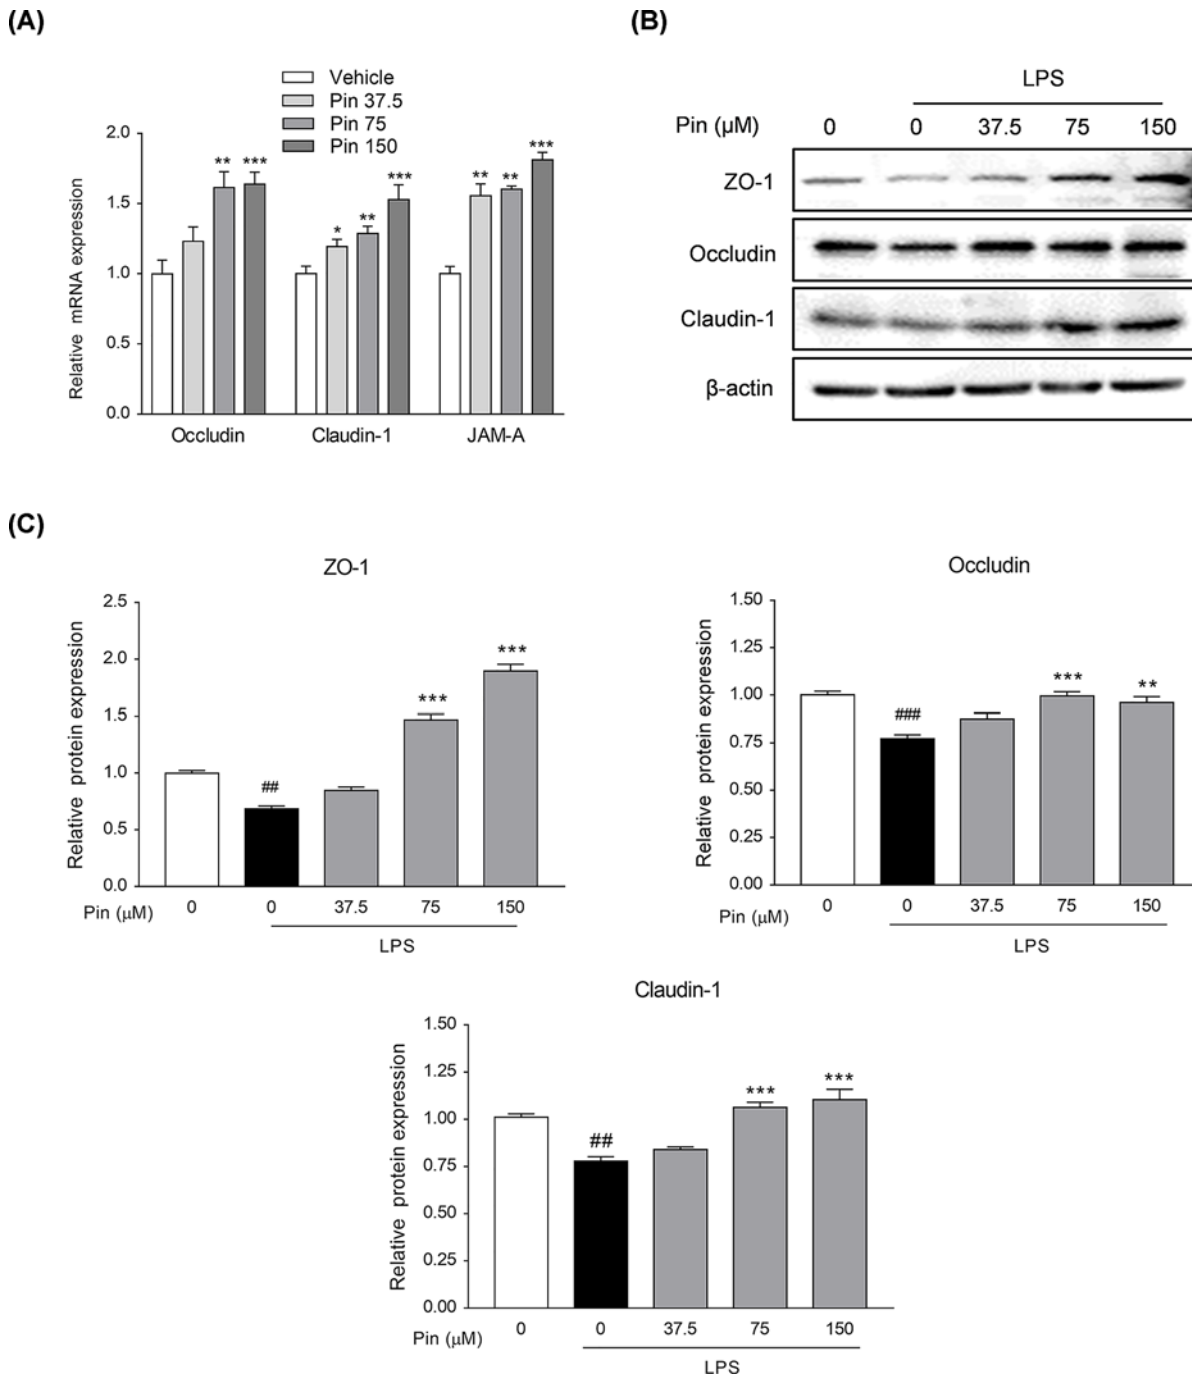 (A)
Vehicle
Pin 37.5
Pin 75
Pin 150
Relative mRNA expression
2.0
1.5
1.0
0.5
0.0
** ***
* ** ***
** ** ***
Occludin Claudin-1 JAM-A
(B)
LPS
Pin (µM) 0 0 37.5 75 150
ZO-1
Occludin
Claudin-1
β-actin
(C)
ZO-1
Relative protein expression
2.5
2.0
1.5
1.0
0.5
0.0
##
***
***
Pin (µM) 0 0 37.5 75 150
LPS
Occludin
Relative protein expression
1.50
1.25
1.00
0.75
0.50
0.25
0.00
###
***
**
Pin (µM) 0 0 37.5 75 150
LPS
Claudin-1
Relative protein expression
1.50
1.25
1.00
0.75
0.50
0.25
0.00
##
***
***
Pin (µM) 0 0 37.5 75 150
LPS